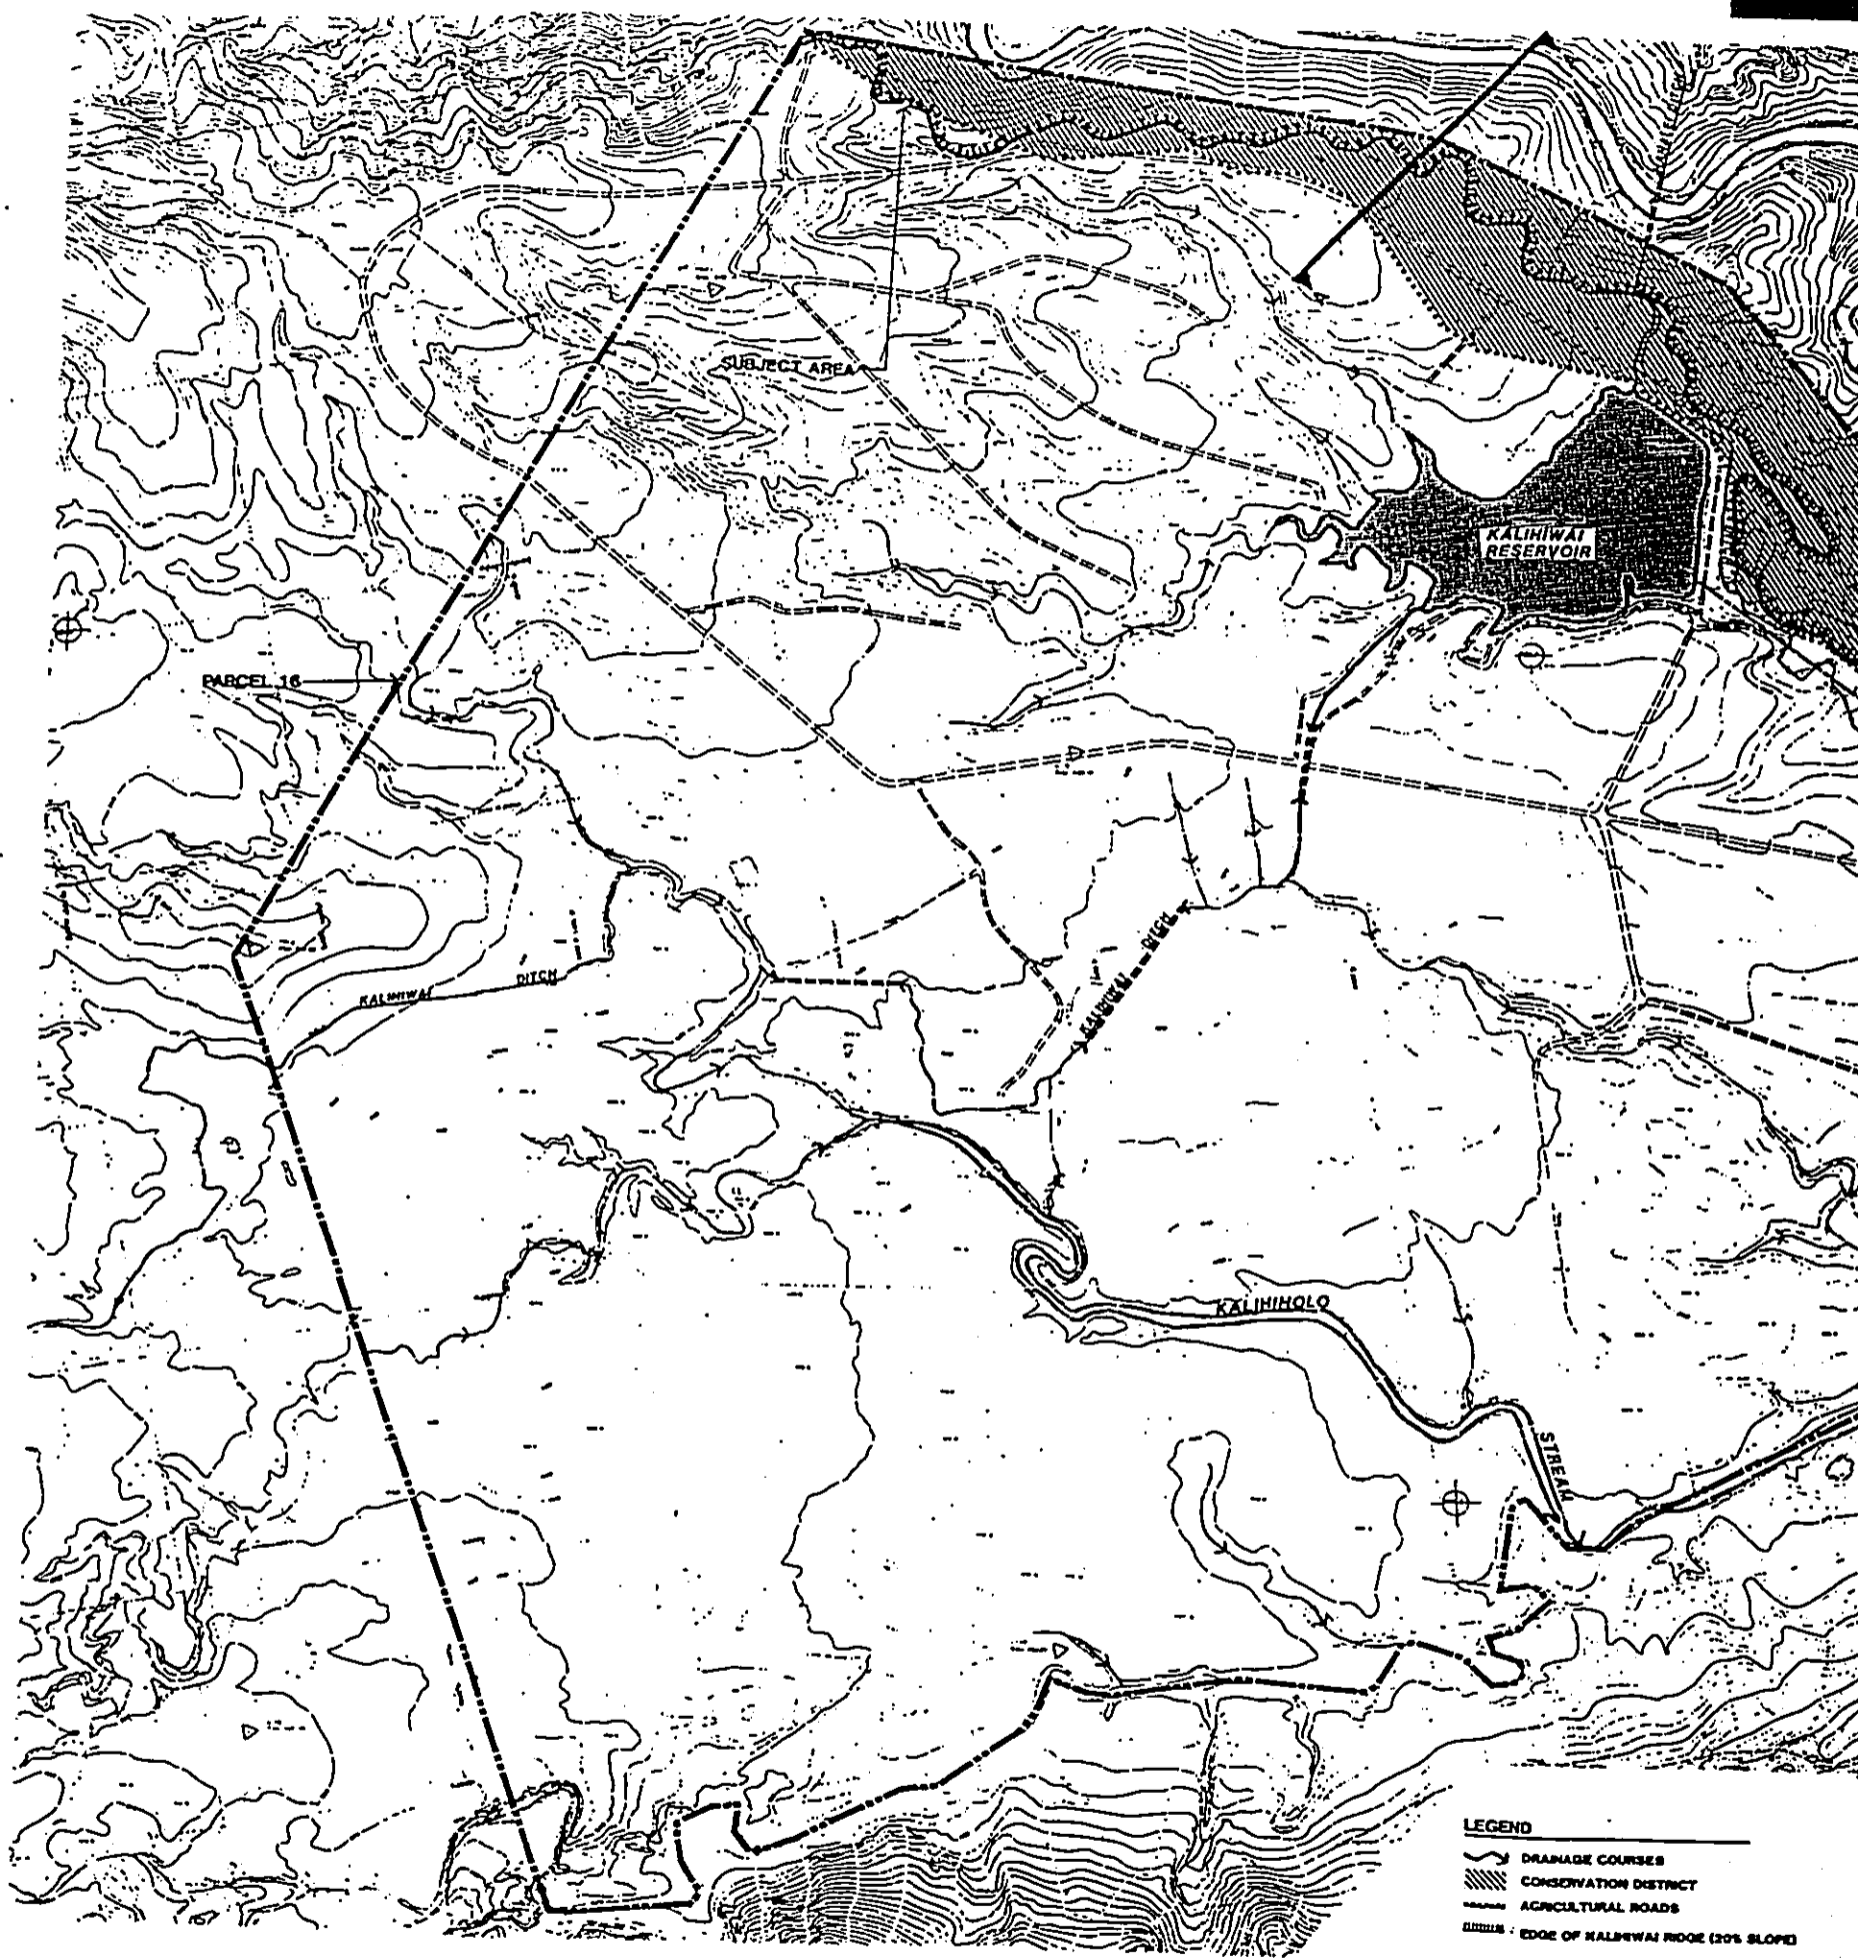 SUBJECT AREA
KALIHIWAI
RESERVOIR
PARCEL 16
KALIHIWAI DITCH
KALIHIWAI DITCH
KALIHIHOLO
STREAM
LEGEND
DRAINAGE COURSES
CONSERVATION DISTRICT
AGRICULTURAL ROADS
EDGE OF KALIHIWAI RIDGE (20% SLOPE)